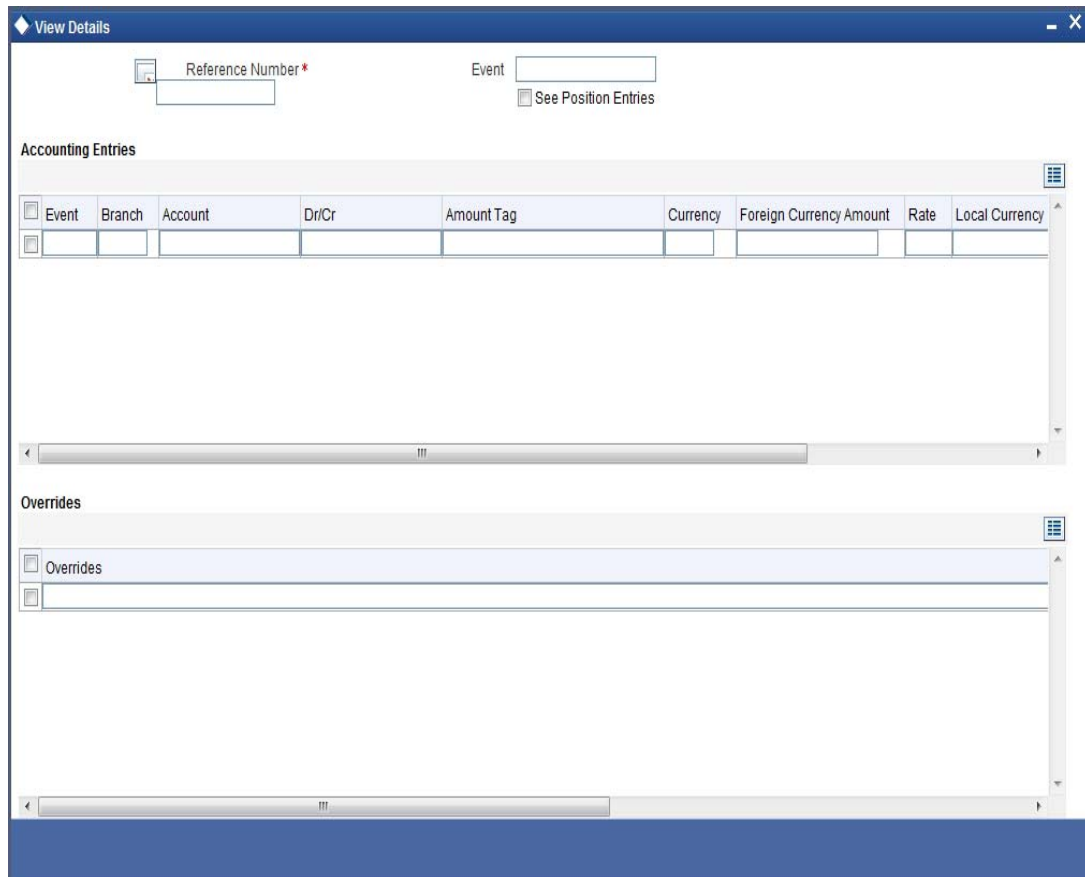 View Details
Reference Number*
Event
See Position Entries
Accounting Entries
Event Branch Account Dr/Cr Amount Tag Currency Foreign Currency Amount Rate Local Currency
Overrides
Overrides